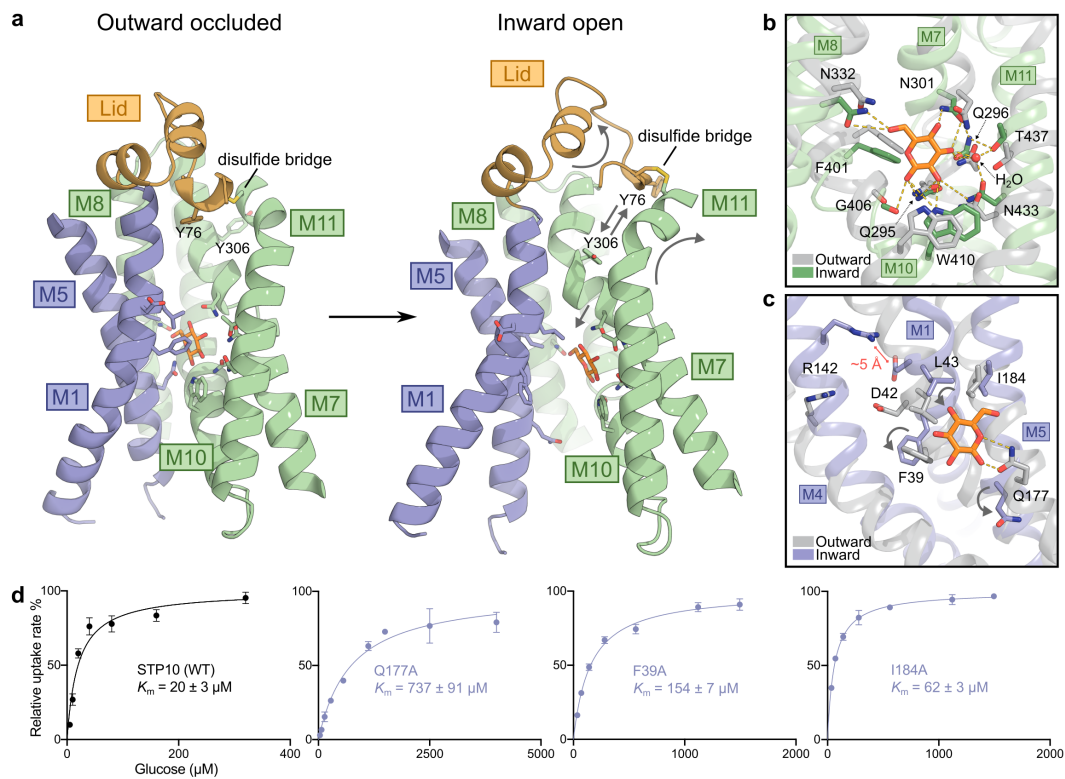 a
Outward occluded
Inward open
Lid
disulfide bridge
M8
Y76
Y306
M11
M5
M1
M7
M10
Lid
disulfide bridge
Y76
M8
M11
Y306
M5
M7
M1
M10
b
M7
M8
M11
N332
N301
Q296
T437
F401
H₂O
G406
N433
Q295
W410
Outward
Inward
M10
c
M1
~5 Å
L43
R142
I184
D42
M5
F39
M4
Q177
Outward
Inward
d
Relative uptake rate %
100
50
0
STP10 (WT)
Kₘ = 20 ± 3 µM
0 200 400
Glucose (µM)
100
50
0
Q177A
Kₘ = 737 ± 91 µM
0 2500 5000
100
50
0
F39A
Kₘ = 154 ± 7 µM
0 1000 2000
100
50
0
I184A
Kₘ = 62 ± 3 µM
0 1000 2000